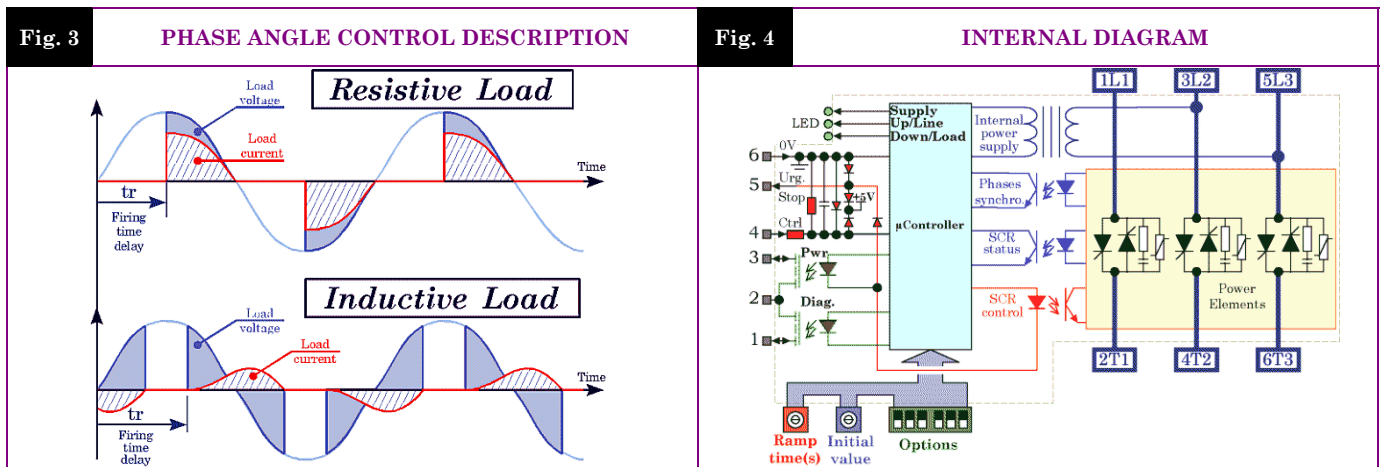 Fig. 3
PHASE ANGLE CONTROL DESCRIPTION
Load
voltage
Resistive Load
Load
current
Time
tr
Firing
time
delay
Inductive Load
Load
voltage
Load
current
Time
tr
Firing
time
delay
Fig. 4
INTERNAL DIAGRAM
1L1
3L2
5L3
LED
Supply
Up/Line
Down/Load
Internal
power
supply
6
0V
5
Urg.
Stop
+5V
Phases
synchro.
4
Ctrl
µController
SCR
status
3
Pwr
2
Diag.
1
SCR
control
Power
Elements
2T1
4T2
6T3
Ramp
time(s)
Initial
value
Options